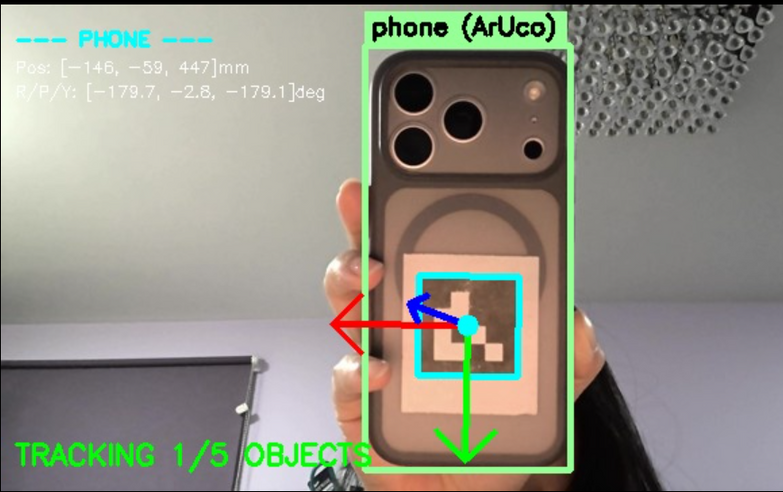 phone (ArUco)
--- PHONE ---
Pos: [-146, -59, 447]mm
R/P/Y: [-179.7, -2.8, -179.1]deg
TRACKING 1/5 OBJECTS